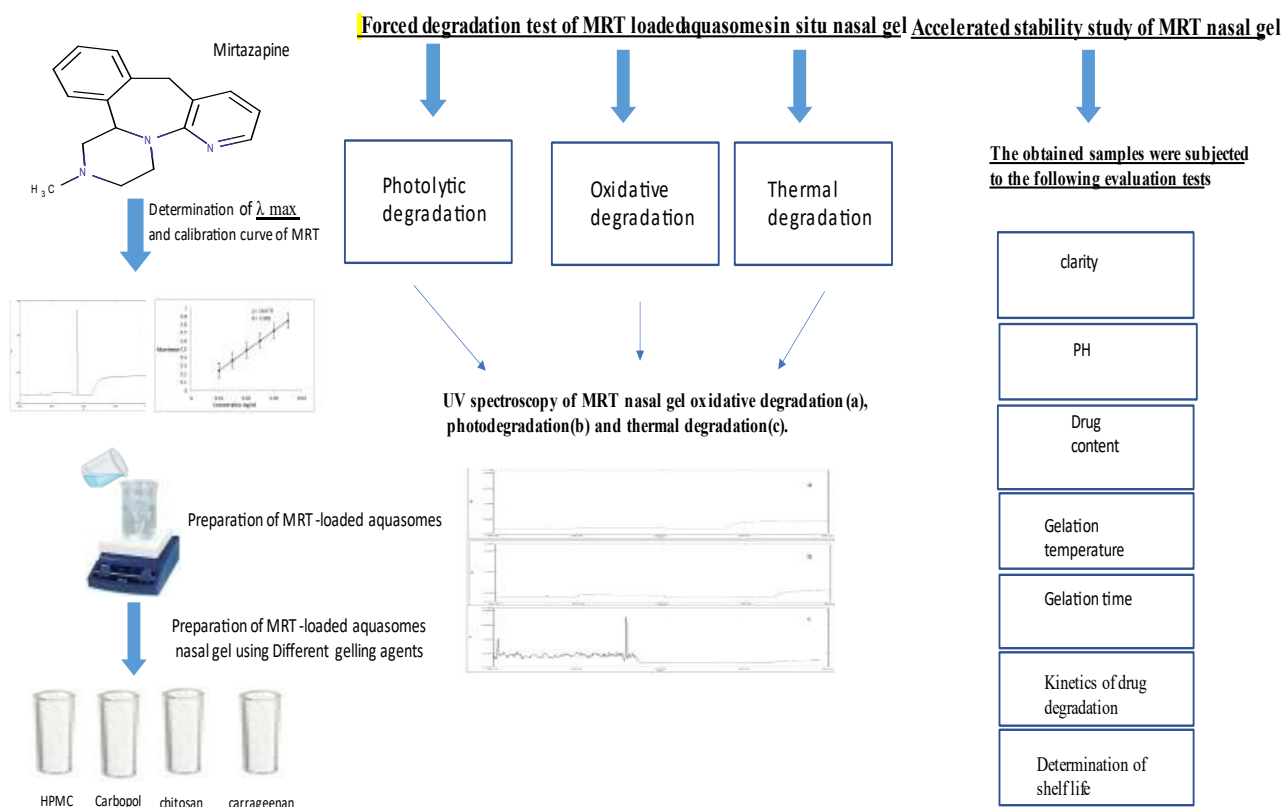 Mirtazapine
N
N
N
H₃C
Determination of λ max
and calibration curve of MRT
Preparation of MRT-loaded aquasomes
Preparation of MRT-loaded aquasomes
nasal gel using Different gelling agents
HPMC
Carbopol
chitosan
carrageenan
Forced degradation test of MRT loadedaquasomesin situ nasal gel
Photolytic
degradation
Oxidative
degradation
Thermal
degradation
UV spectroscopy of MRT nasal gel oxidative degradation(a),
photodegradation(b) and thermal degradation(c).
Accelerated stability study of MRT nasal gel
The obtained samples were subjected
to the following evaluation tests
clarity
PH
Drug
content
Gelation
temperature
Gelation time
Kinetics of drug
degradation
Determination of
shelf life